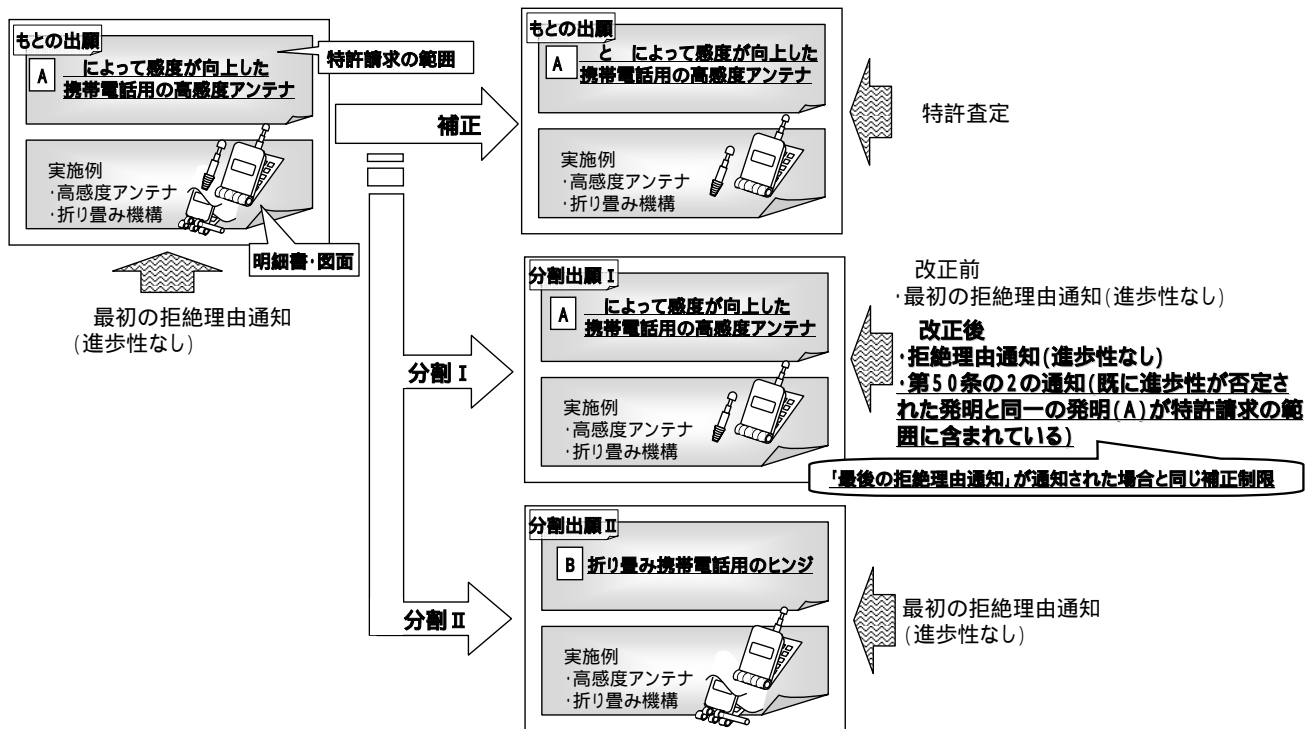 もとの出願
A によって感度が向上した
携帯電話用の高感度アンテナ
特許請求の範囲
実施例
・高感度アンテナ
・折り畳み機構
明細書・図面
最初の拒絶理由通知
(進歩性なし)
補正
分割Ⅰ
分割Ⅱ
もとの出願
A と によって感度が向上した
携帯電話用の高感度アンテナ
実施例
・高感度アンテナ
・折り畳み機構
特許査定
分割出願Ⅰ
A によって感度が向上した
携帯電話用の高感度アンテナ
実施例
・高感度アンテナ
・折り畳み機構
改正前
・最初の拒絶理由通知(進歩性なし)
改正後
・拒絶理由通知(進歩性なし)
・第50条の2の通知(既に進歩性が否定さ
れた発明と同一の発明(A)が特許請求の範
囲に含まれている)
「最後の拒絶理由通知」が通知された場合と同じ補正制限
分割出願Ⅱ
B 折り畳み携帯電話用のヒンジ
実施例
・高感度アンテナ
・折り畳み機構
最初の拒絶理由通知
(進歩性なし)